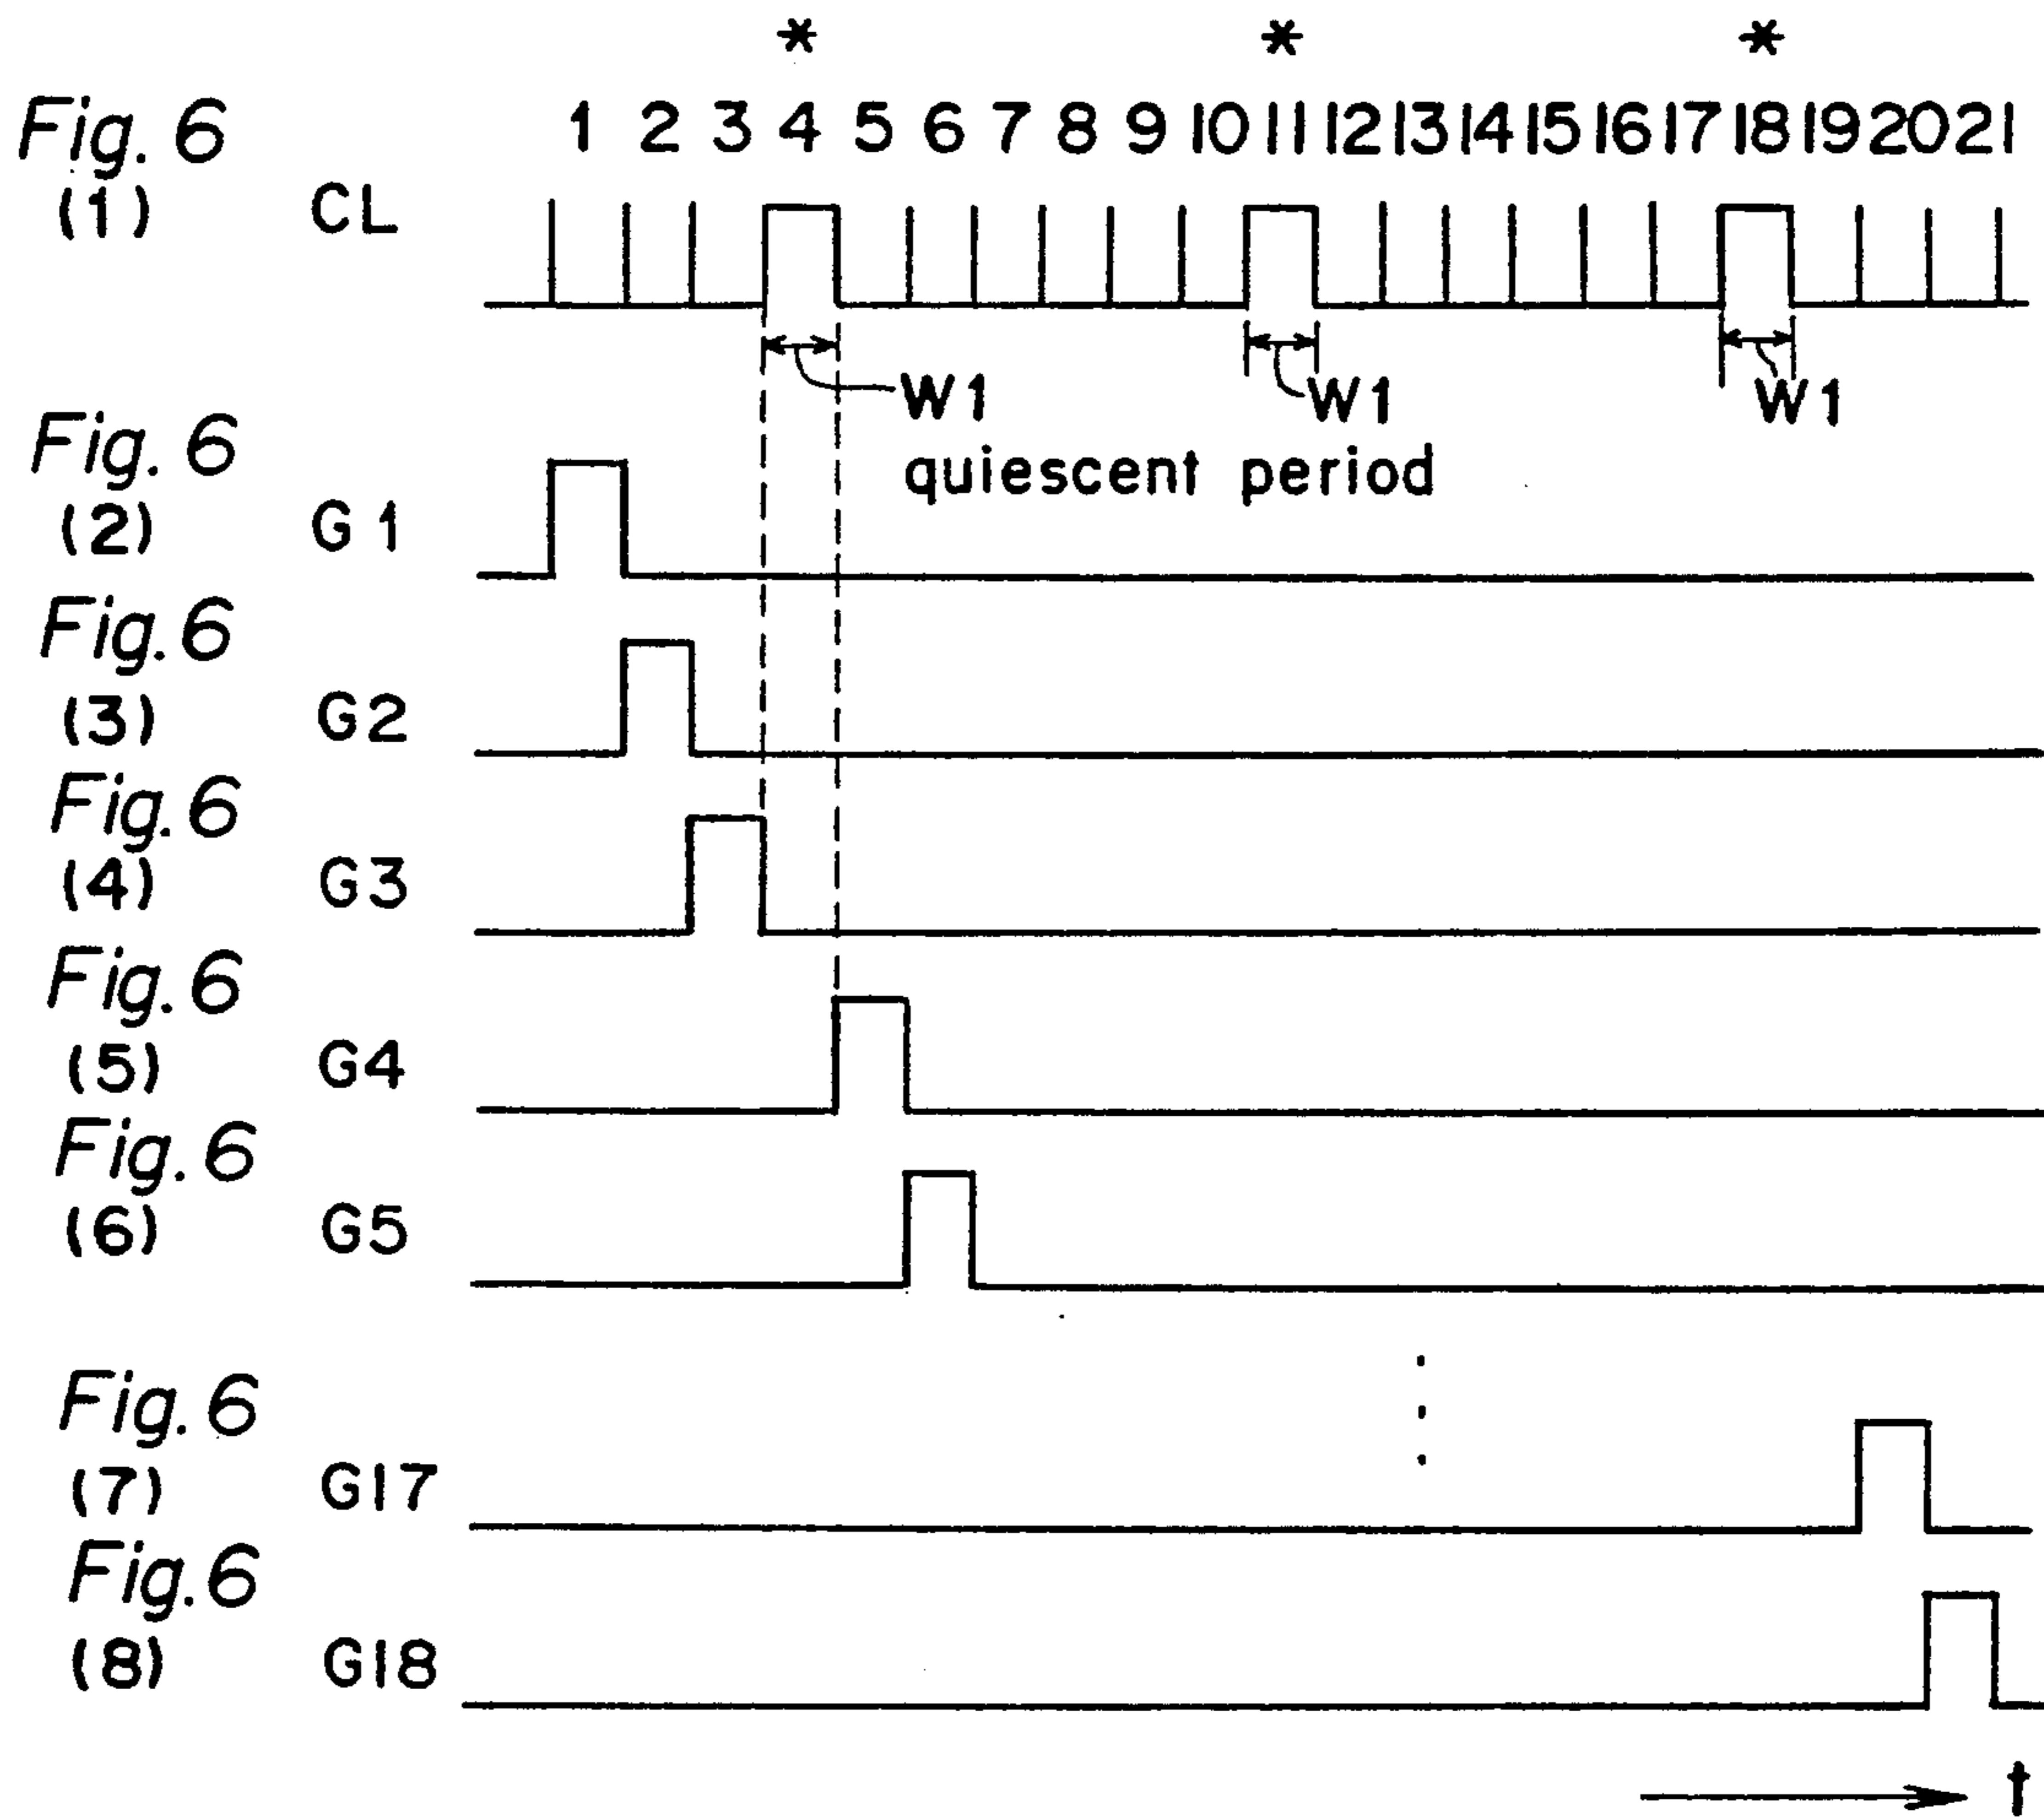 * * *
Fig. 6 1 2 3 4 5 6 7 8 9 10 11 12 13 14 15 16 17 18 19 20 21
(1) CL
W1 W1 W1
quiescent period
Fig. 6
(2) G1
Fig. 6
(3) G2
Fig. 6
(4) G3
Fig. 6
(5) G4
Fig. 6
(6) G5
Fig. 6
(7) G17
Fig. 6
(8) G18
t